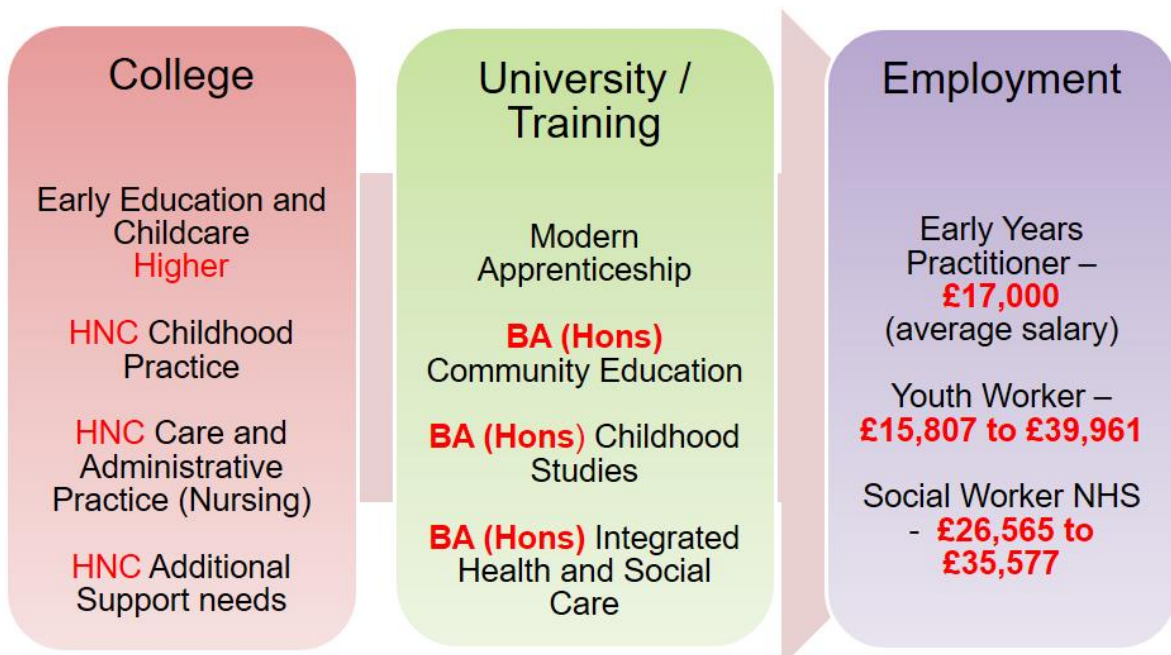 College
Early Education and
Childcare
Higher
HNC Childhood
Practice
HNC Care and
Administrative
Practice (Nursing)
HNC Additional
Support needs
University /
Training
Modern
Apprenticeship
BA (Hons)
Community Education
BA (Hons) Childhood
Studies
BA (Hons) Integrated
Health and Social
Care
Employment
Early Years
Practitioner –
£17,000
(average salary)
Youth Worker –
£15,807 to £39,961
Social Worker NHS
- £26,565 to
£35,577